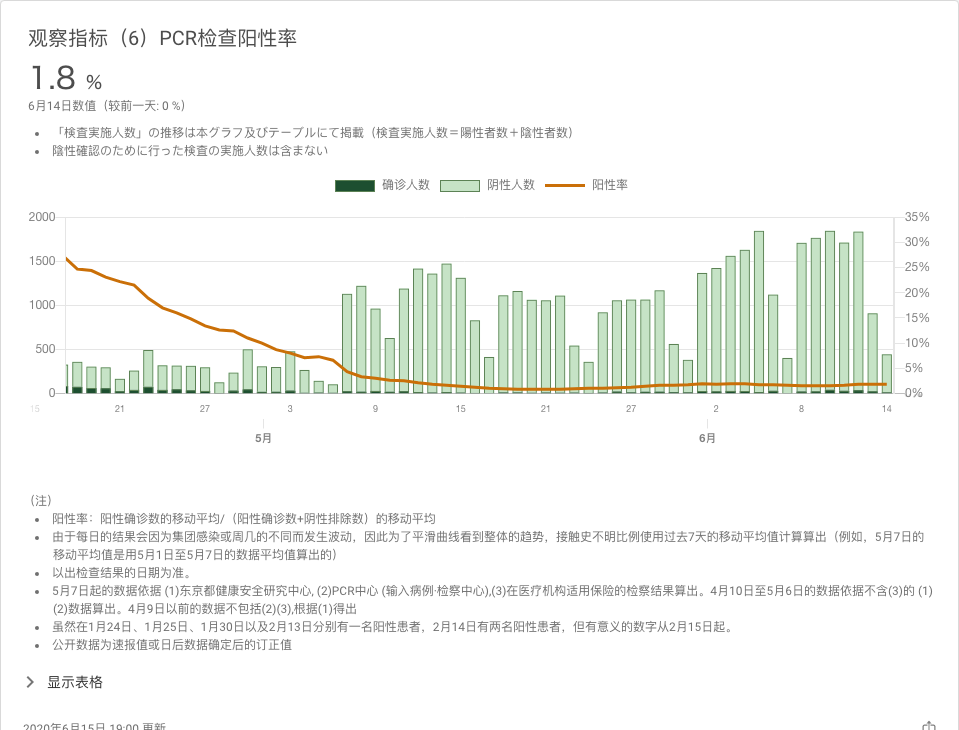 观察指标（6）PCR检查阳性率
1.8 %
6月14日数值（较前一天: 0 %）
「検査実施人数」の推移は本グラフ及びテーブルにて掲載（検査実施人数＝陽性者数＋陰性者数）
陰性確認のために行った検査の実施人数は含まない
确诊人数 阴性人数 阳性率
2000 35%
30%
1500
25%
20%
1000
15%
10%
500
5%
0 0%
15 21 27 3 9 15 21 27 2 8 14
5月 6月
（注）
阳性率：阳性确诊数的移动平均/（阳性确诊数+阴性排除数）的移动平均
由于每日的结果会因为集团感染或周几的不同而发生波动，因此为了平滑曲线看到整体的趋势，接触史不明比例使用过去7天的移动平均值计算算出（例如，5月7日的
移动平均值是用5月1日至5月7日的数据平均值算出的）
以出检查结果的日期为准。
5月7日起的数据依据 (1)东京都健康安全研究中心, (2)PCR中心 (输入病例·检察中心),(3)在医疗机构适用保险的检察结果算出。4月10日至5月6日的数据依据不含(3)的 (1)
(2)数据算出。4月9日以前的数据不包括(2)(3),根据(1)得出
虽然在1月24日、1月25日、1月30日以及2月13日分别有一名阳性患者，2月14日有两名阳性患者，但有意义的数字从2月15日起。
公开数据为速报值或日后数据确定后的订正值
显示表格
2020年6月15日 19:00 更新